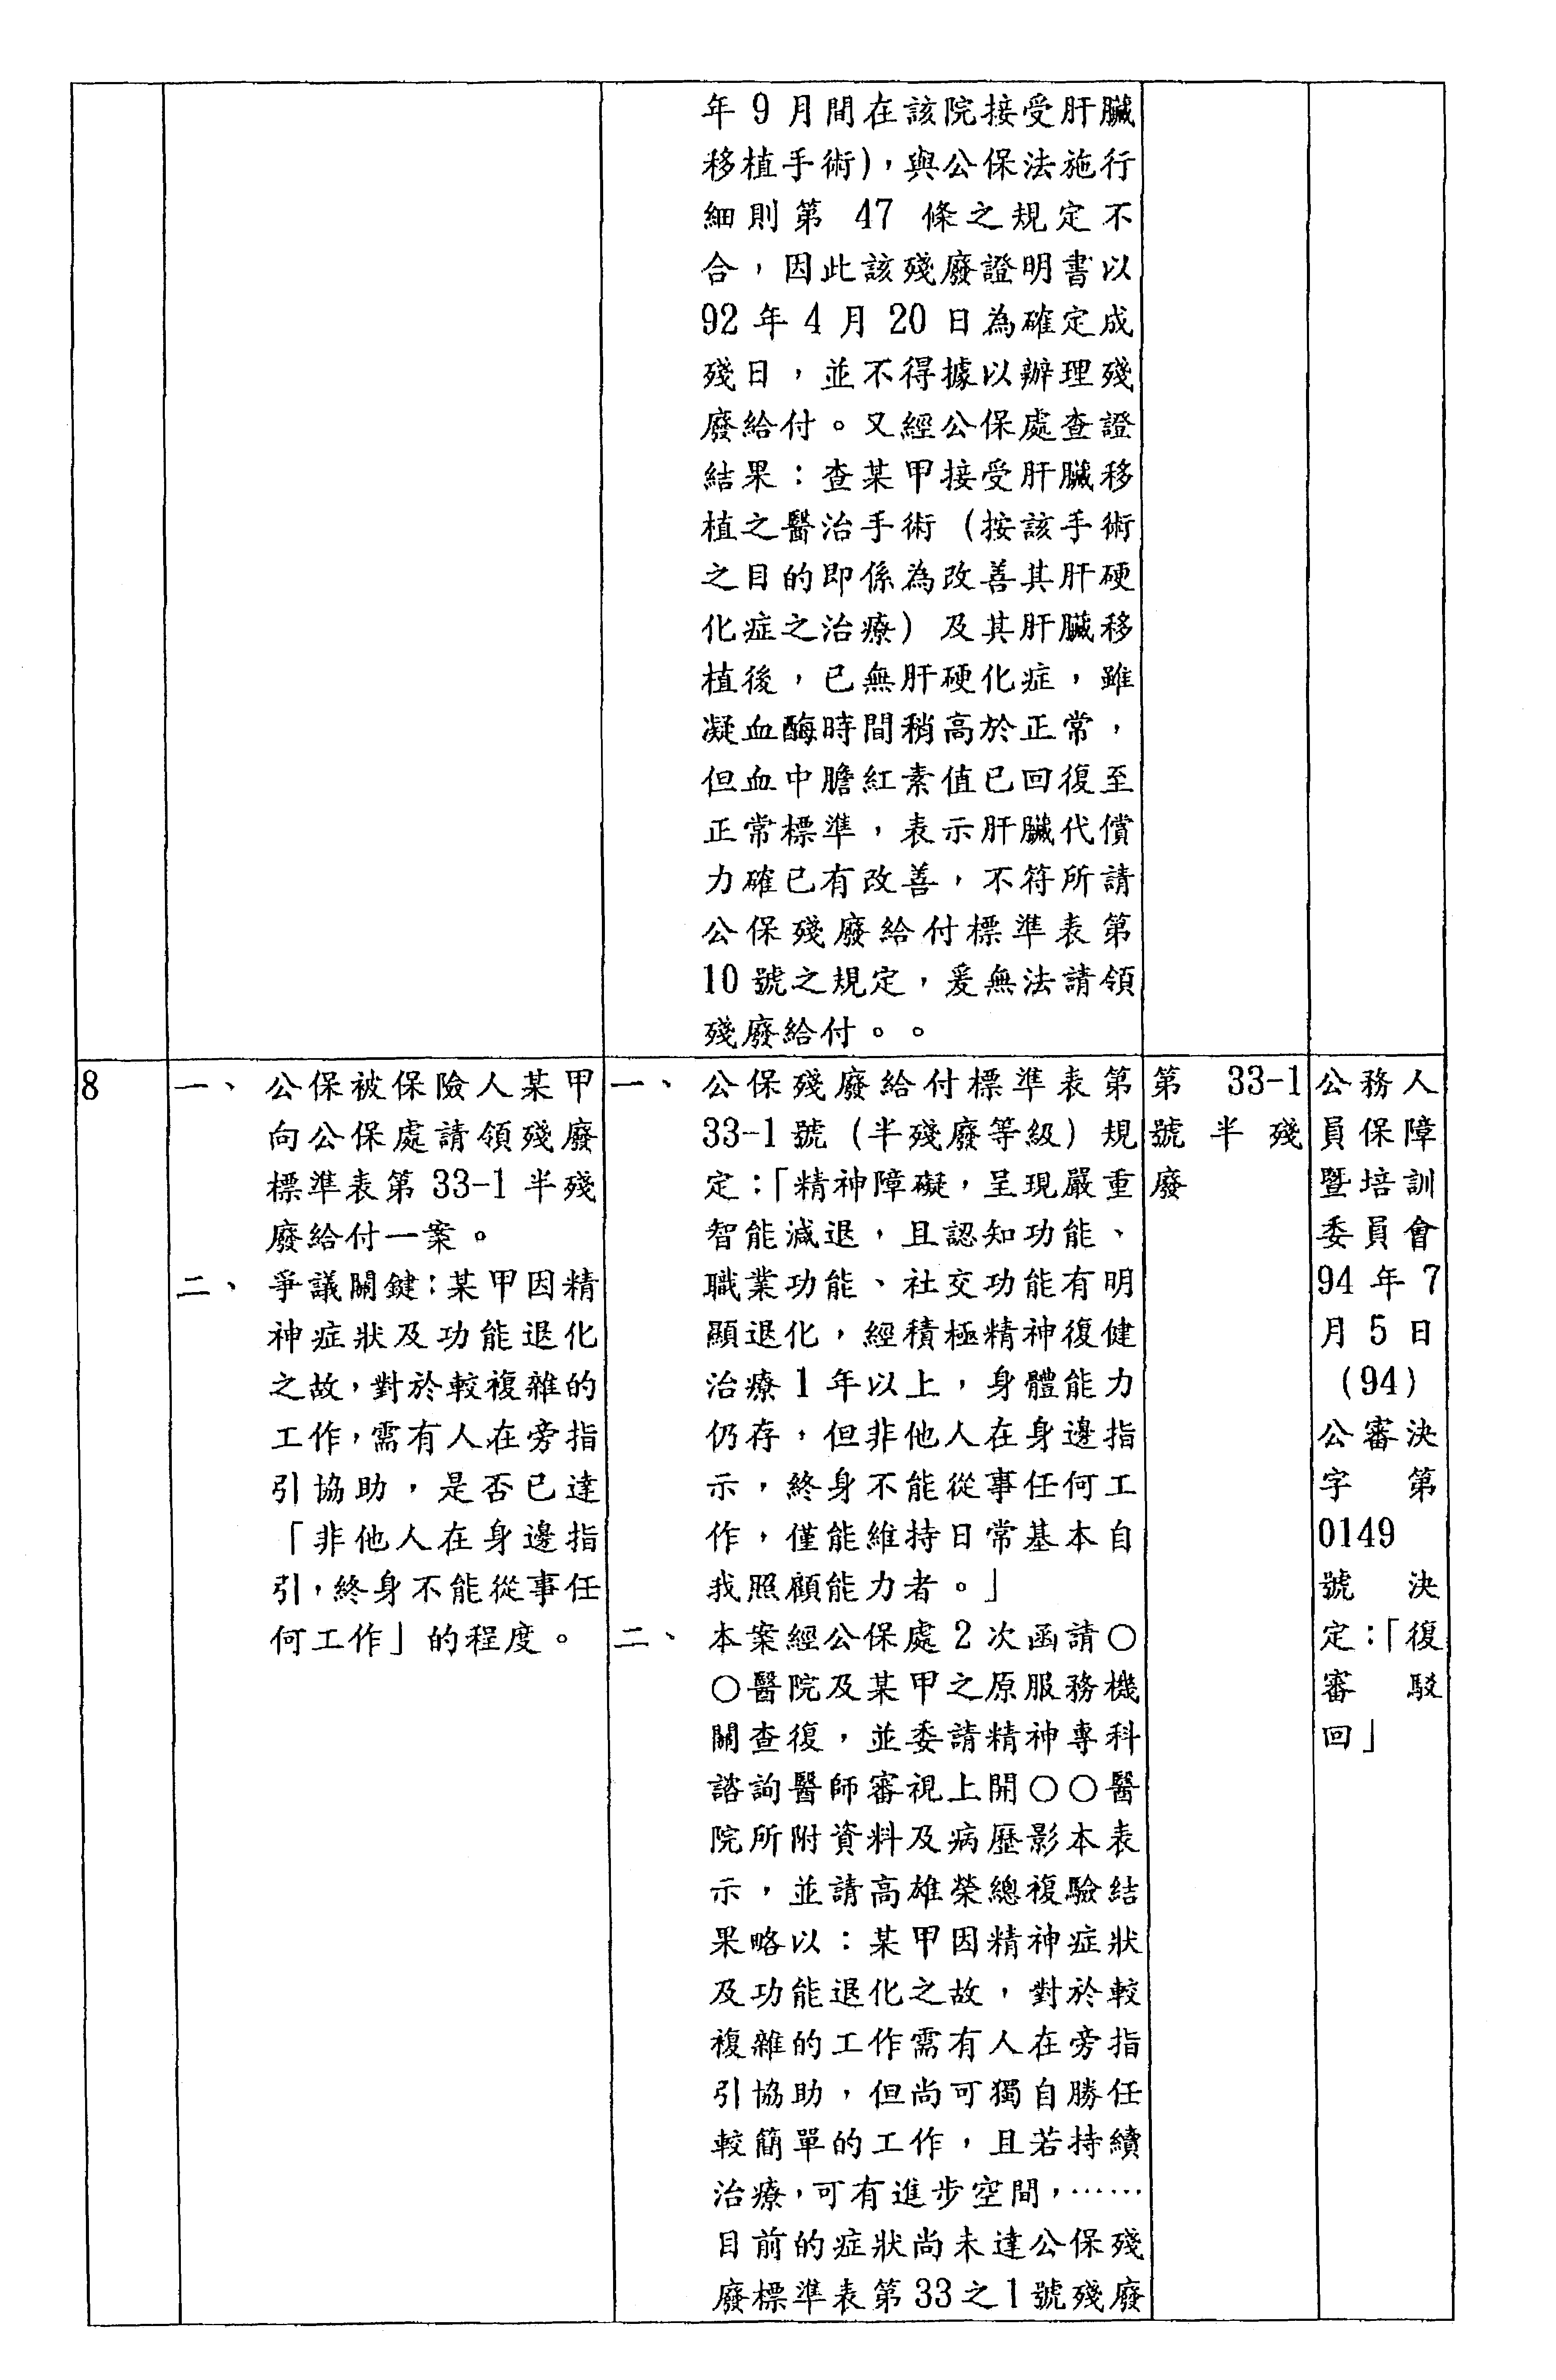 年 9 月間在該院接受肝臟
移植手術)，與公保法施行
細則第 47 條之規定不
合，因此該殘廢證明書以
92 年 4 月 20 日為確定成
殘日，並不得據以辦理殘
廢給付。又經公保處查證
結果：查某甲接受肝臟移
植之醫治手術（按該手術
之目的即係為改善其肝硬
化症之治療）及其肝臟移
植後，已無肝硬化症，雖
凝血酶時間稍高於正常，
但血中膽紅素值已回復至
正常標準，表示肝臟代償
力確已有改善，不符所請
公保殘廢給付標準表第
10 號之規定，爰無法請領
殘廢給付。。
8
一、 公保被保險人某甲
向公保處請領殘廢
標準表第 33-1 半殘
廢給付一案。
二、 爭議關鍵：某甲因精
神症狀及功能退化
之故，對於較複雜的
工作，需有人在旁指
引協助，是否已達
「非他人在身邊指
引，終身不能從事任
何工作」的程度。
一、 公保殘廢給付標準表第
33-1 號（半殘廢等級）規
定：「精神障礙，呈現嚴重
智能減退，且認知功能、
職業功能、社交功能有明
顯退化，經積極精神復健
治療 1 年以上，身體能力
仍存，但非他人在身邊指
示，終身不能從事任何工
作，僅能維持日常基本自
我照顧能力者。」
二、 本案經公保處 2 次函請○
○醫院及某甲之原服務機
關查復，並委請精神專科
諮詢醫師審視上開○○醫
院所附資料及病歷影本表
示，並請高雄榮總複驗結
果略以：某甲因精神症狀
及功能退化之故，對於較
複雜的工作需有人在旁指
引協助，但尚可獨自勝任
較簡單的工作，且若持續
治療，可有進步空間，……
目前的症狀尚未達公保殘
廢標準表第 33 之 1 號殘廢
第 33-1
號半殘
廢
公務人
員保障
暨培訓
委員會
94 年 7
月 5 日
(94)
公審決
字第
0149
號決
定：「復
審駁
回」